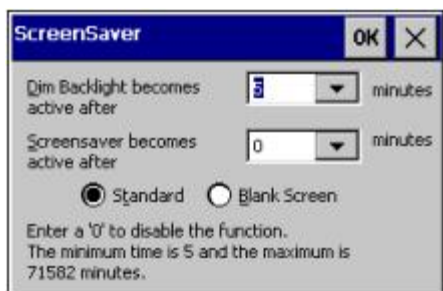 ScreenSaver OK
Dim Backlight becomes 5 minutes
active after
Screensaver becomes 0 minutes
active after
Standard Blank Screen
Enter a '0' to disable the function.
The minimum time is 5 and the maximum is
71582 minutes.